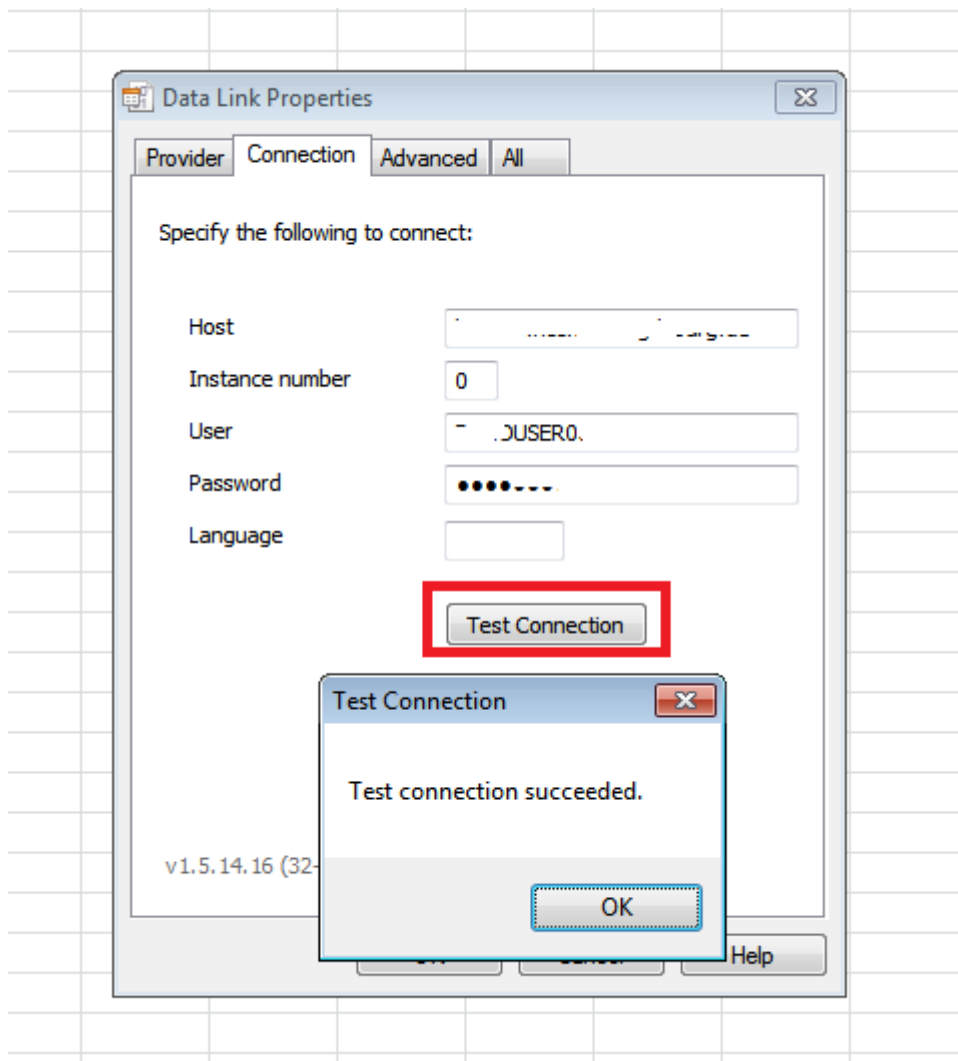 Data Link Properties
Provider Connection Advanced All
Specify the following to connect:
Host
Instance number 0
User
Password
Language
Test Connection
Test Connection
Test connection succeeded.
v1.5.14.16 (32-
OK
Help